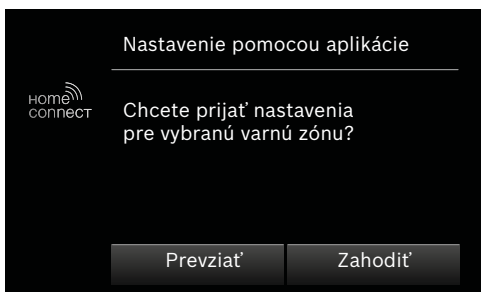 Nastavenie pomocou aplikácie
HOME
CONNECT
Chcete prijať nastavenia
pre vybranú varnú zónu?
Prevziať
Zahodiť